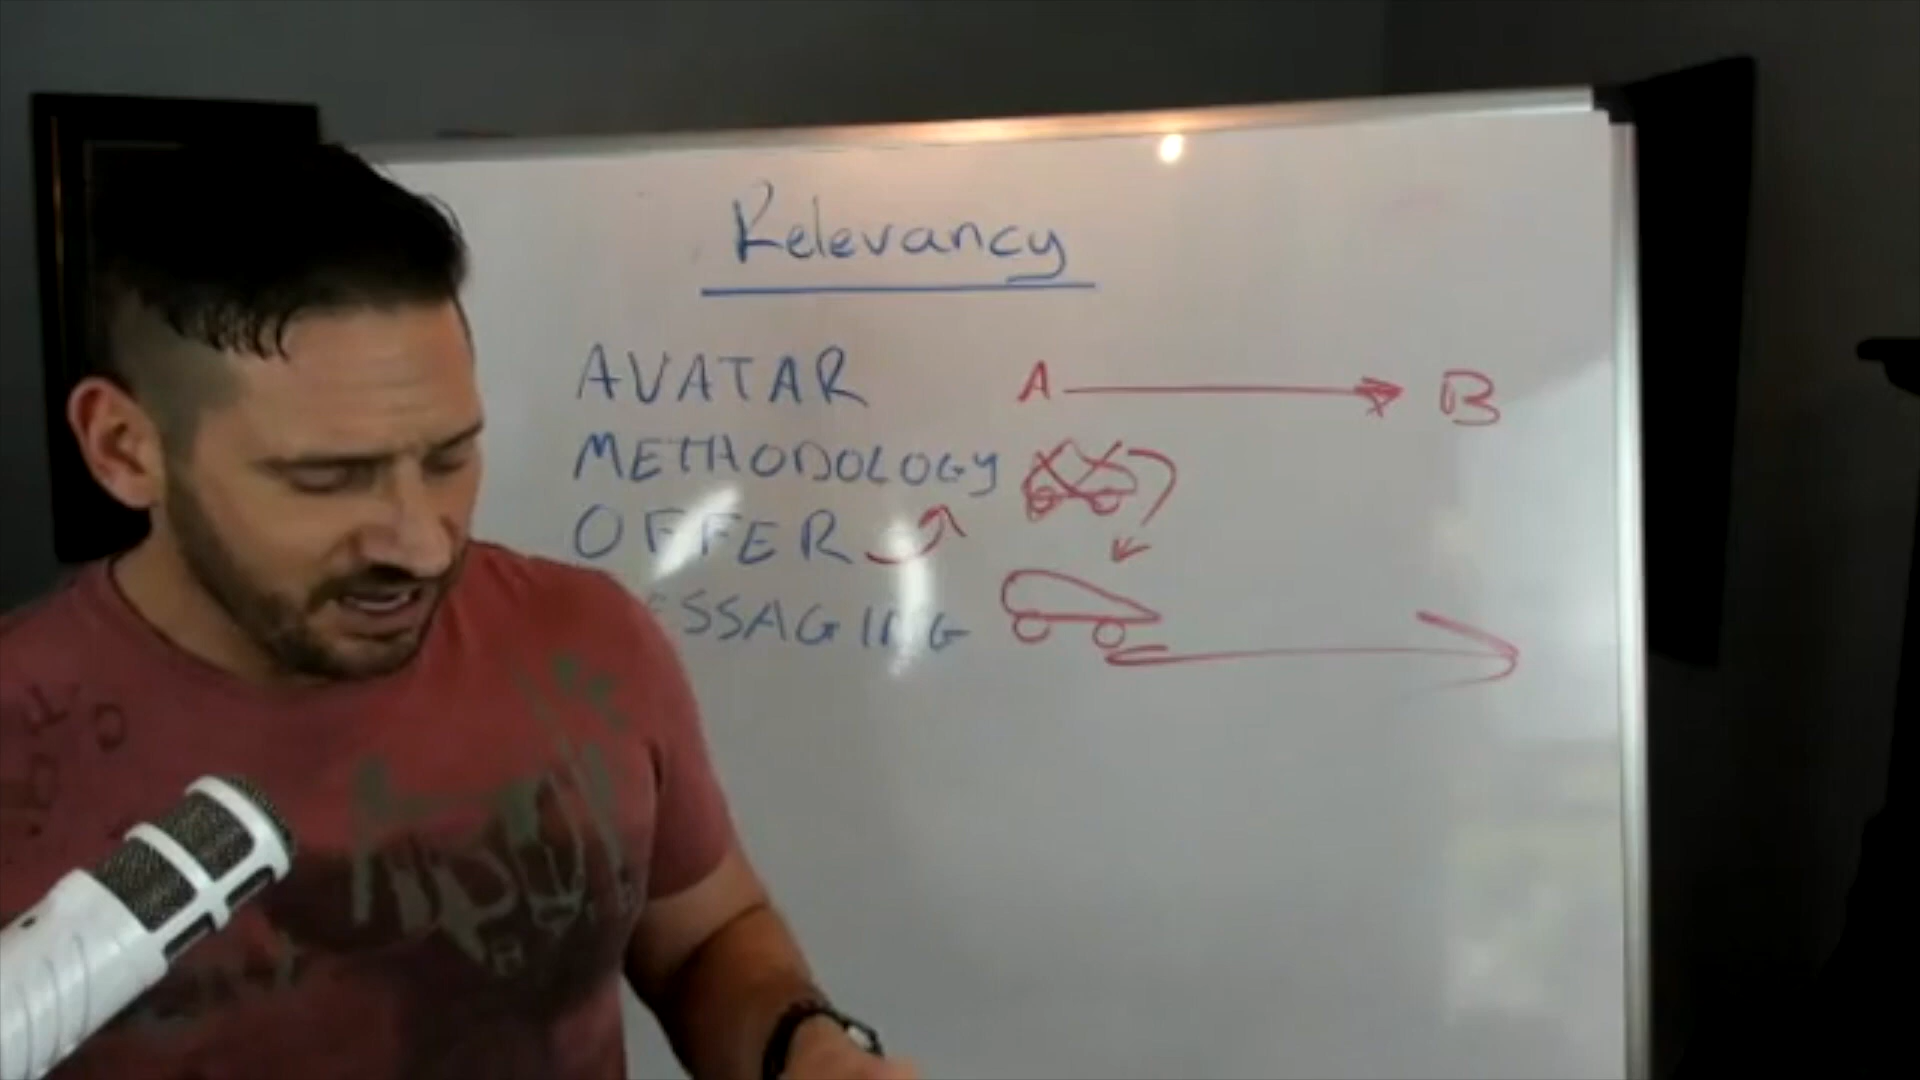 Relevancy
AVATAR A B
METHODOLOGY
OFFER
ESSAGING